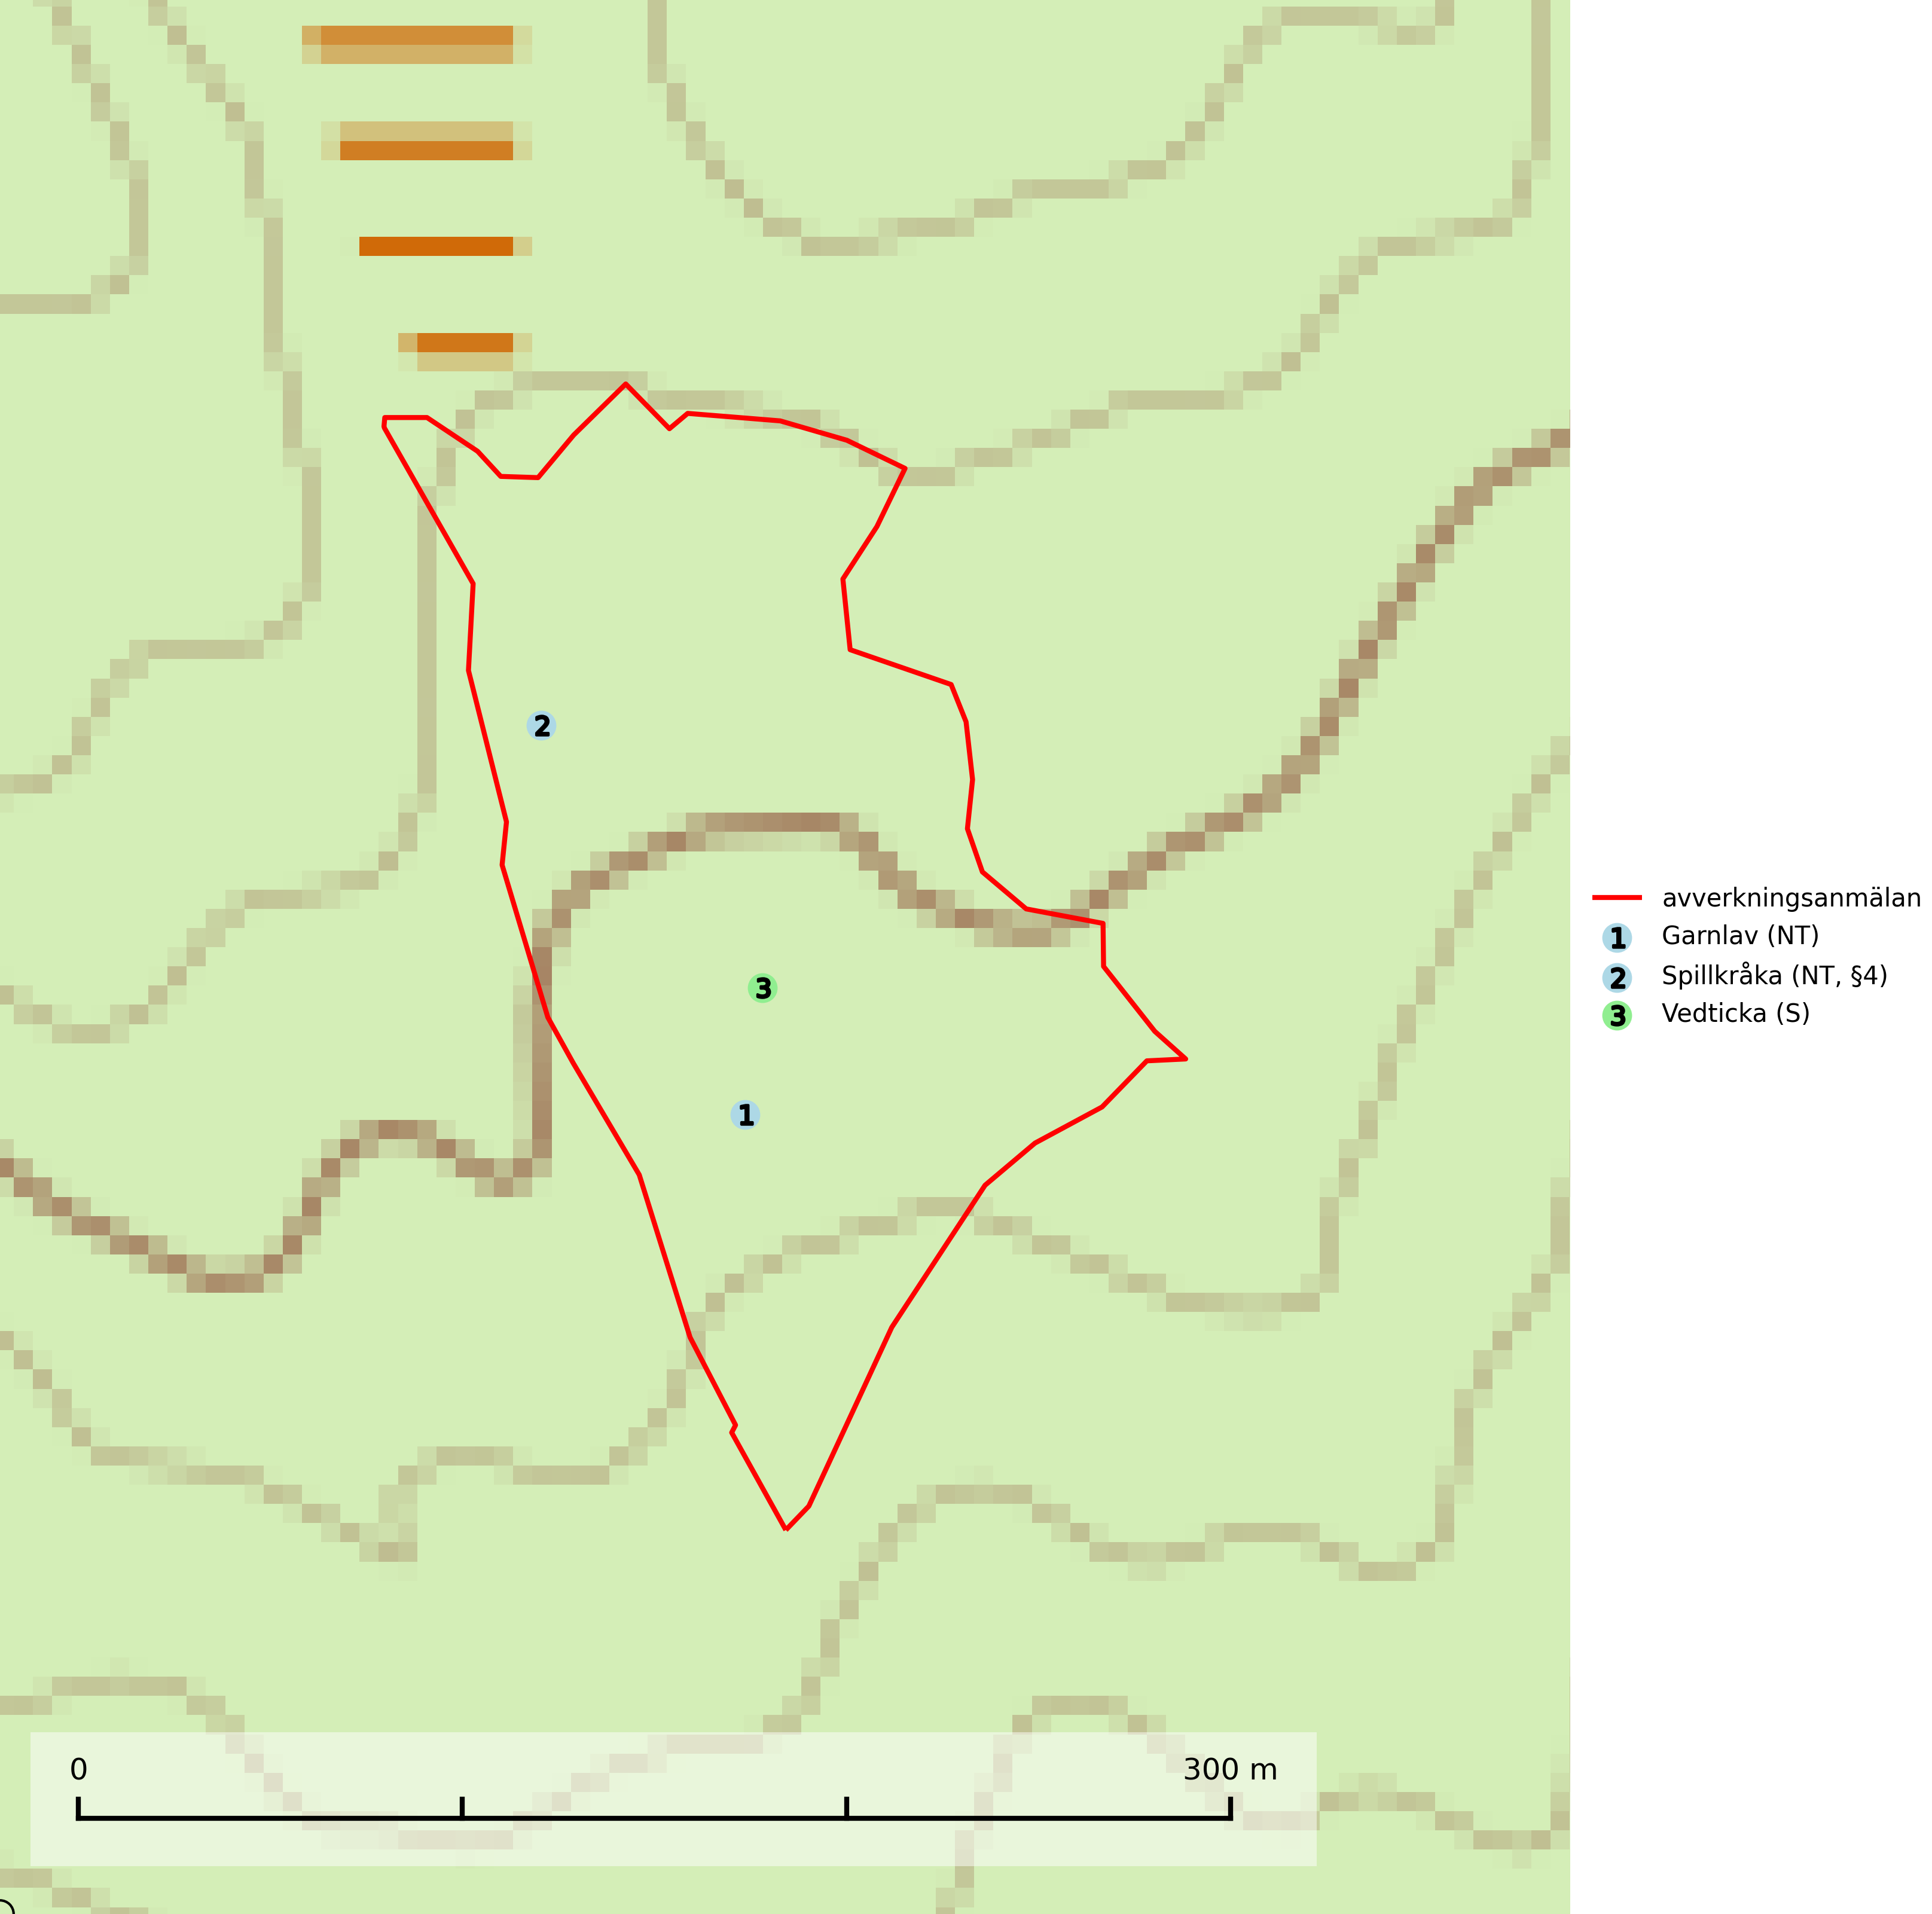 2
3
1
avverkningsanmälan
1 Garnlav (NT)
2 Spillkråka (NT, §4)
3 Vedticka (S)
0 300 m